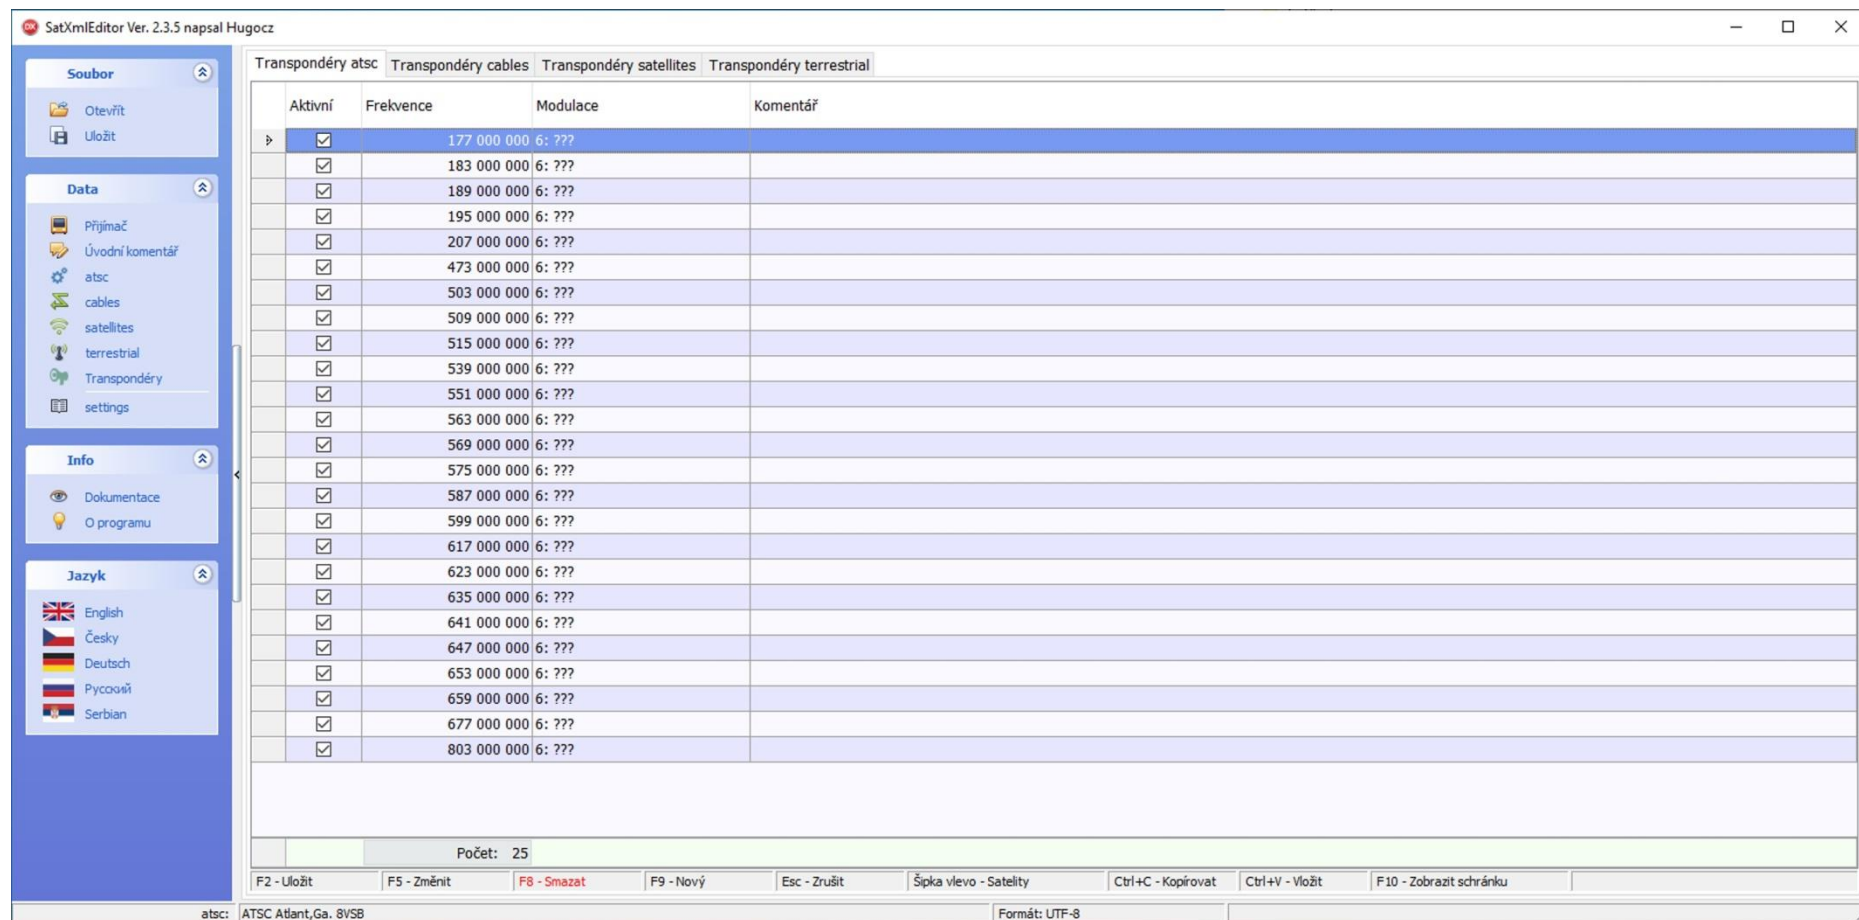 SatXmlEditor Ver. 2.3.5 napsal Hugocz
Soubor
Otevřít
Uložit
Data
Přijímač
Úvodní komentář
atsc
cables
satellites
terrestrial
Transpondéry
settings
Info
Dokumentace
O programu
Jazyk
English
Česky
Deutsch
Русский
Serbian
Transpondéry atsc Transpondéry cables Transpondéry satellites Transpondéry terrestrial
Aktivní Frekvence Modulace Komentář
177 000 000 6: ???
183 000 000 6: ???
189 000 000 6: ???
195 000 000 6: ???
207 000 000 6: ???
473 000 000 6: ???
503 000 000 6: ???
509 000 000 6: ???
515 000 000 6: ???
539 000 000 6: ???
551 000 000 6: ???
563 000 000 6: ???
569 000 000 6: ???
575 000 000 6: ???
587 000 000 6: ???
599 000 000 6: ???
617 000 000 6: ???
623 000 000 6: ???
635 000 000 6: ???
641 000 000 6: ???
647 000 000 6: ???
653 000 000 6: ???
659 000 000 6: ???
677 000 000 6: ???
803 000 000 6: ???
Počet: 25
F2 - Uložit F5 - Změnit F8 - Smazat F9 - Nový Esc - Zrušit Šipka vlevo - Satelity Ctrl+C - Kopírovat Ctrl+V - Vložit F10 - Zobrazit schránku
atsc: ATSC Atlant,Ga. 8VSB Formát: UTF-8